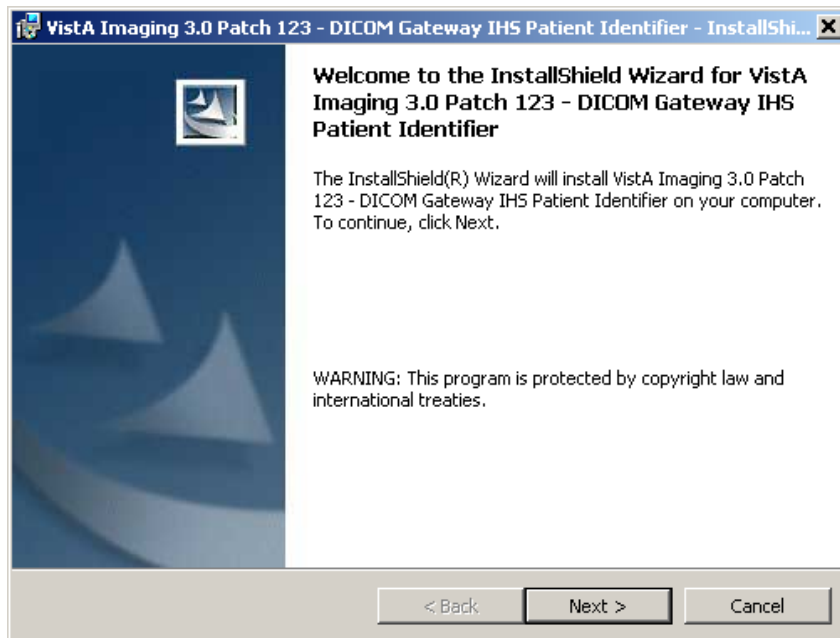 VistA Imaging 3.0 Patch 123 - DICOM Gateway IHS Patient Identifier - InstallShi...
Welcome to the InstallShield Wizard for VistA
Imaging 3.0 Patch 123 - DICOM Gateway IHS
Patient Identifier
The InstallShield(R) Wizard will install VistA Imaging 3.0 Patch
123 - DICOM Gateway IHS Patient Identifier on your computer.
To continue, click Next.
WARNING: This program is protected by copyright law and
international treaties.
< Back
Next >
Cancel